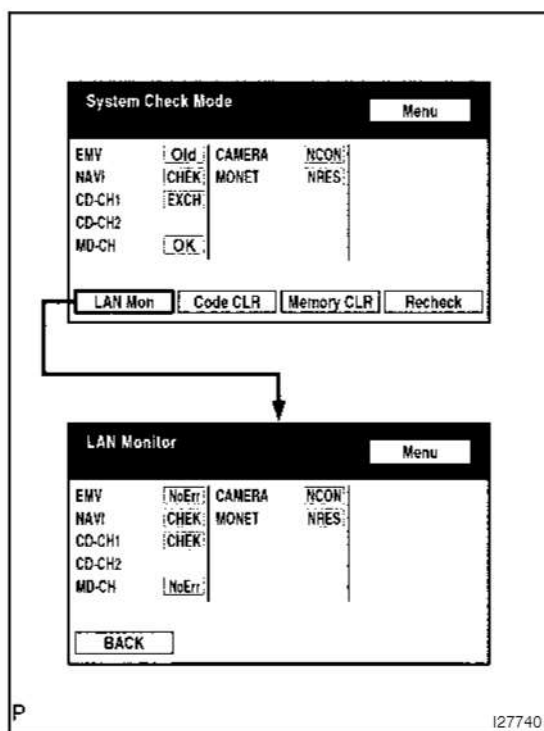 System Check Mode
Menu
EMV Old CAMERA NCON
NAVI CHEK MONET NRES
CD-CH1 EXCH
CD-CH2
MD-CH OK
LAN Mon Code CLR Memory CLR Recheck
LAN Monitor
Menu
EMV NoErr CAMERA NCON
NAVI CHEK MONET NRES
CD-CH1 CHEK
CD-CH2
MD-CH NoErr
BACK
P
I27740